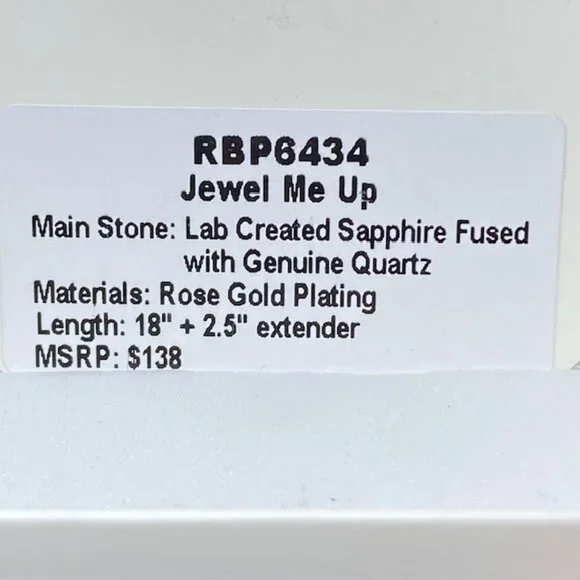 RBP6434
Jewel Me Up
Main Stone: Lab Created Sapphire Fused
with Genuine Quartz
Materials: Rose Gold Plating
Length: 18" + 2.5" extender
MSRP: $138